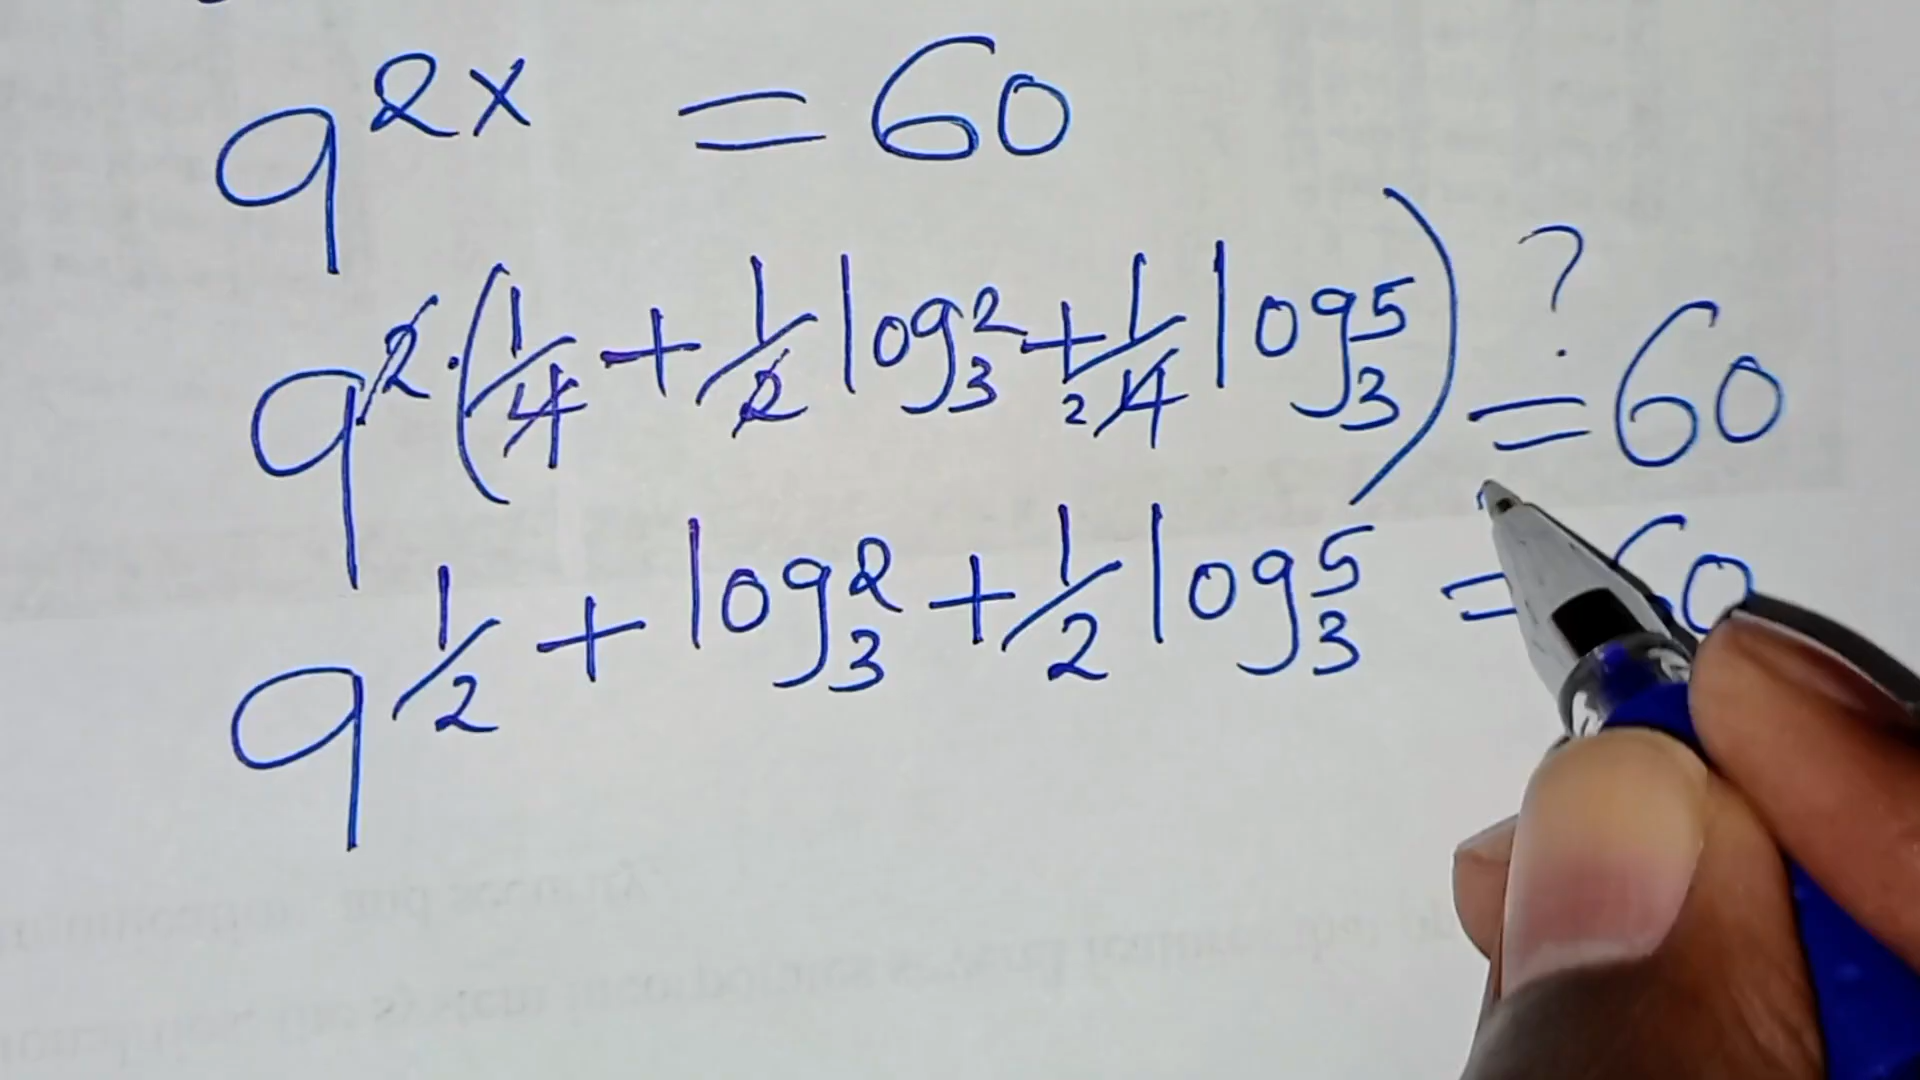 9^2x = 60
9^2·(1/4 + 1/2 log_3 2 + 1/4 log_3 5) ?= 60
2
9^1/2 + log_3 2 + 1/2 log_3 5 = 60